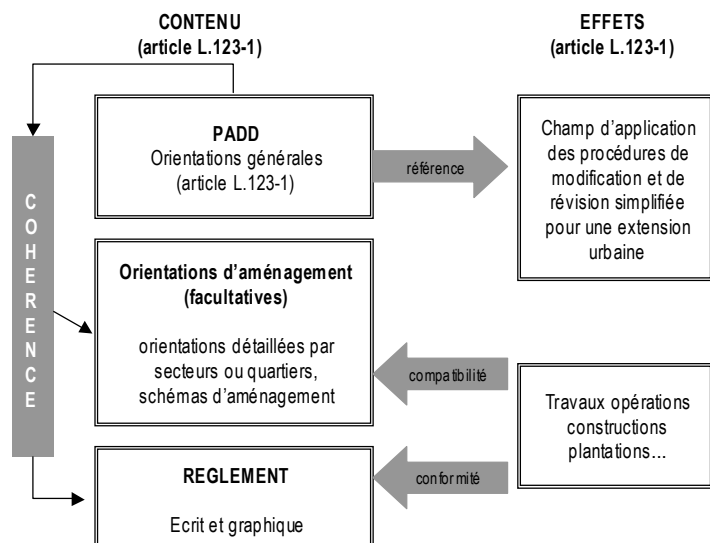 CONTENU
(article L.123-1)
EFFETS
(article L.123-1)
COHERENCE
PADD
Orientations générales
(article L.123-1)
référence
Champ d'application
des procédures de
modification et de
révision simplifiée
pour une extension
urbaine
Orientations d'aménagement
(facultatives)
orientations détaillées par
secteurs ou quartiers,
schémas d'aménagement
compatibilité
Travaux opérations
constructions
plantations...
REGLEMENT
Ecrit et graphique
conformité